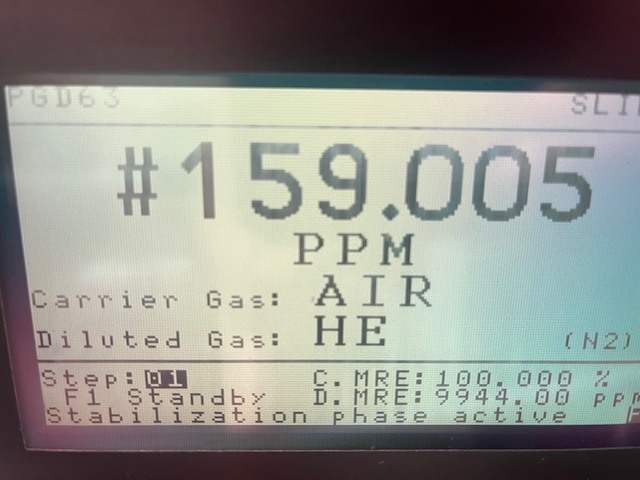 PGD63
#159.005
PPM
Carrier Gas: AIR
Diluted Gas: HE (N2)
Step:01 C.MRE:100.000 %
F1 Standby D.MRE:9944.00 ppm
Stabilization phase active